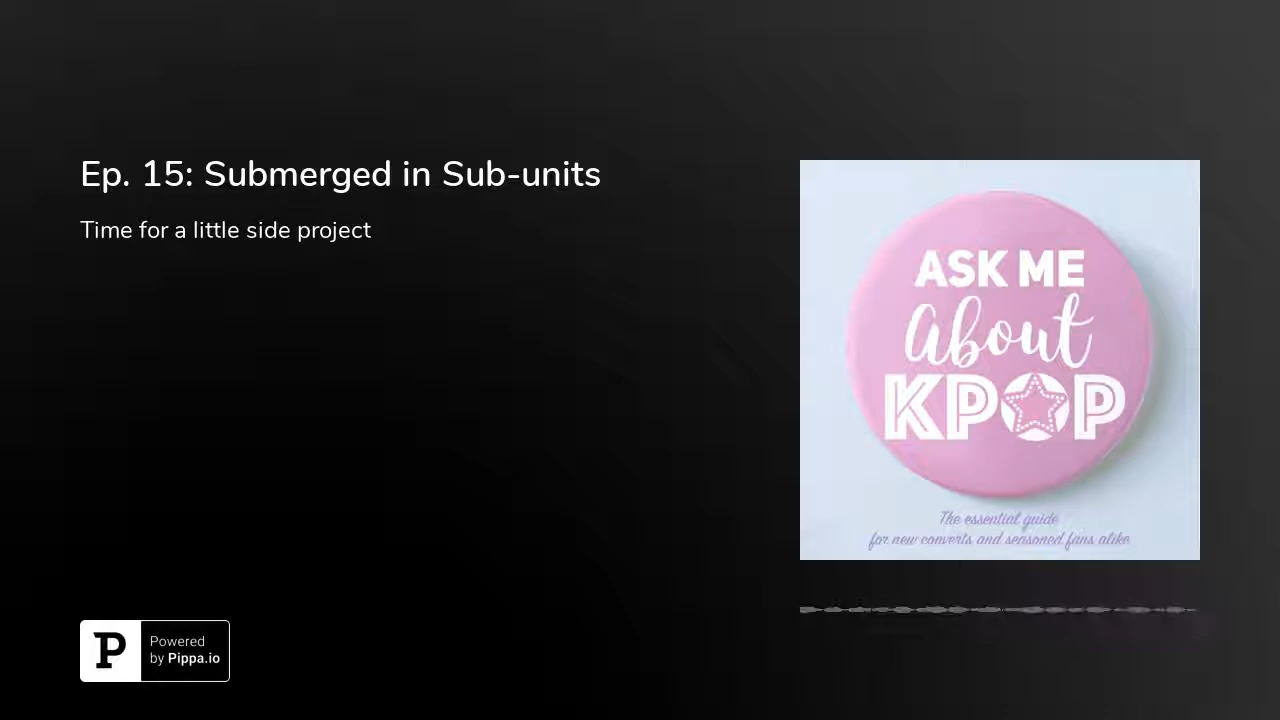 Ep. 15: Submerged in Sub-units
Time for a little side project
ASK ME
About
KPOP
The essential guide
for new converts and seasoned fans alike
P
Powered
by Pippa.io